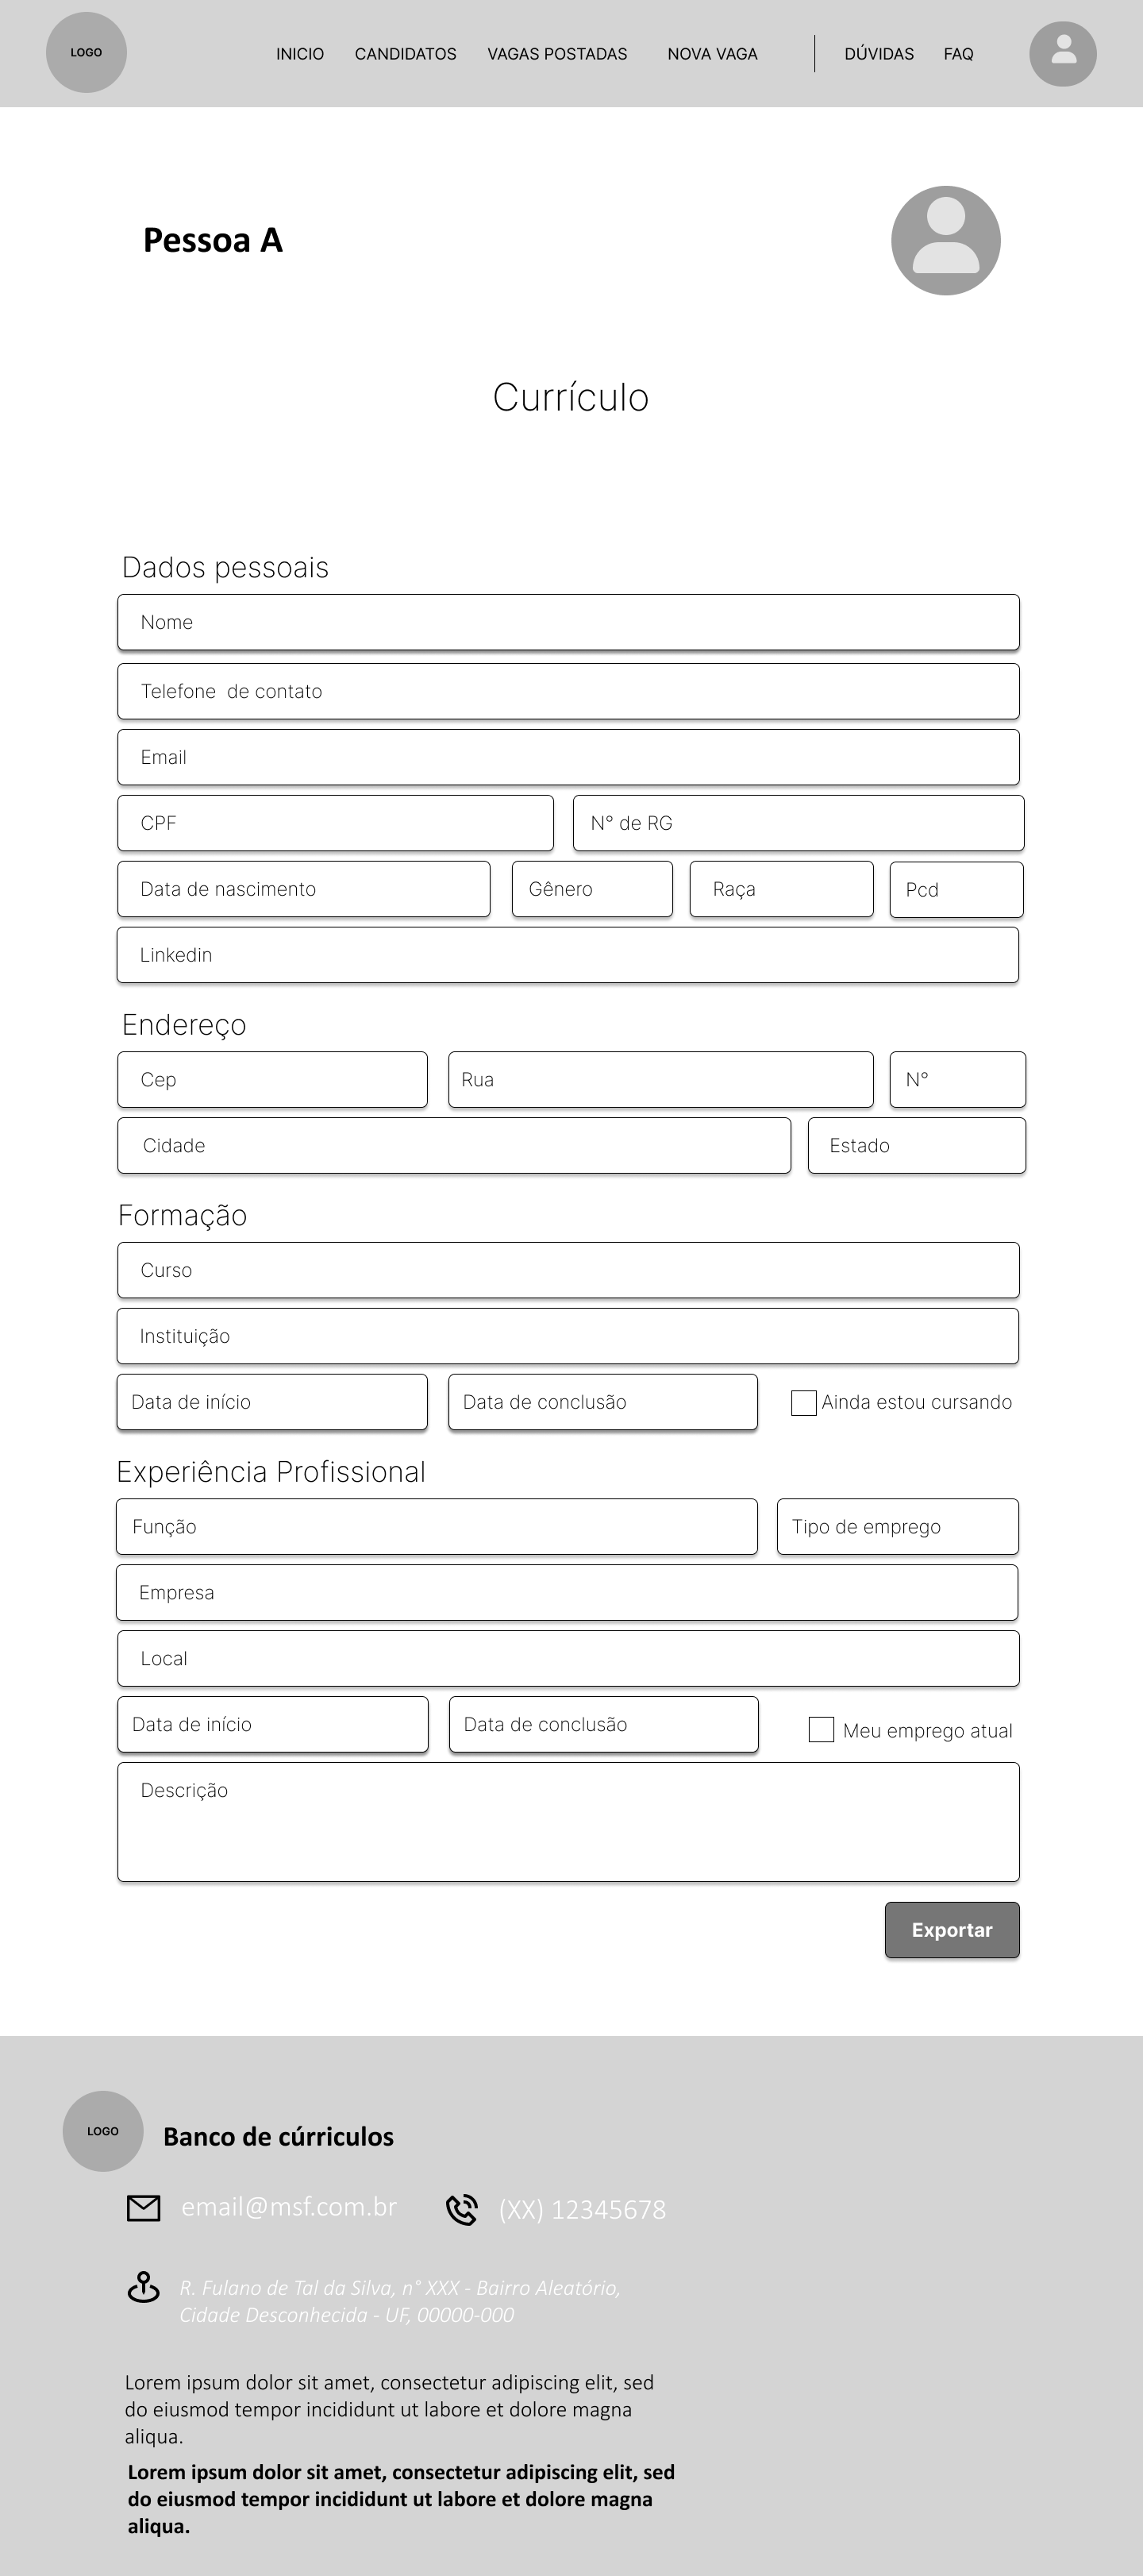 LOGO
INICIO CANDIDATOS VAGAS POSTADAS NOVA VAGA DÚVIDAS FAQ
Pessoa A
Currículo
Dados pessoais
Nome
Telefone de contato
Email
CPF N° de RG
Data de nascimento Gênero Raça Pcd
Linkedin
Endereço
Cep Rua N°
Cidade Estado
Formação
Curso
Instituição
Data de início Data de conclusão Ainda estou cursando
Experiência Profissional
Função Tipo de emprego
Empresa
Local
Data de início Data de conclusão Meu emprego atual
Descrição
Exportar
LOGO Banco de cúrriculos
email@msf.com.br (XX) 12345678
R. Fulano de Tal da Silva, n° XXX - Bairro Aleatório,
Cidade Desconhecida - UF, 00000-000
Lorem ipsum dolor sit amet, consectetur adipiscing elit, sed
do eiusmod tempor incididunt ut labore et dolore magna
aliqua.
Lorem ipsum dolor sit amet, consectetur adipiscing elit, sed
do eiusmod tempor incididunt ut labore et dolore magna
aliqua.